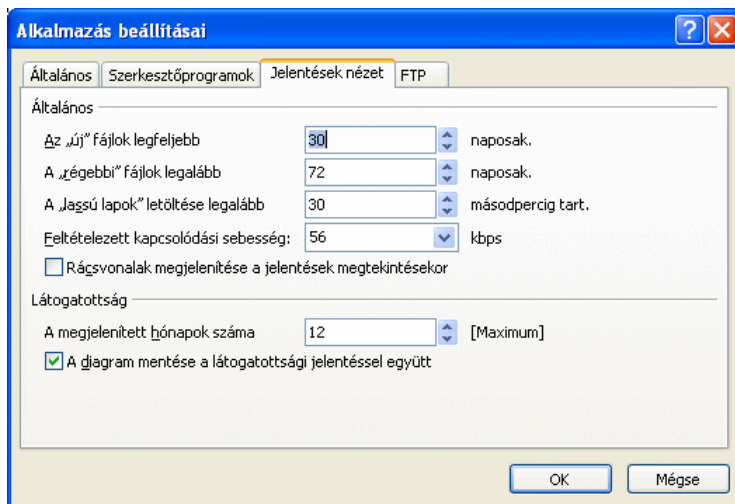 Alkalmazás beállításai
Általános Szerkesztőprogramok Jelentések nézet FTP
Általános
Az „új” fájlok legfeljebb 30 naposak.
A „régebbi” fájlok legalább 72 naposak.
A „lassú lapok” letöltése legalább 30 másodpercig tart.
Feltételezett kapcsolódási sebesség: 56 kbps
Rácsvonalak megjelenítése a jelentések megtekintésekor
Látogatottság
A megjelenített hónapok száma 12 [Maximum]
A diagram mentése a látogatottsági jelentéssel együtt
OK Mégse